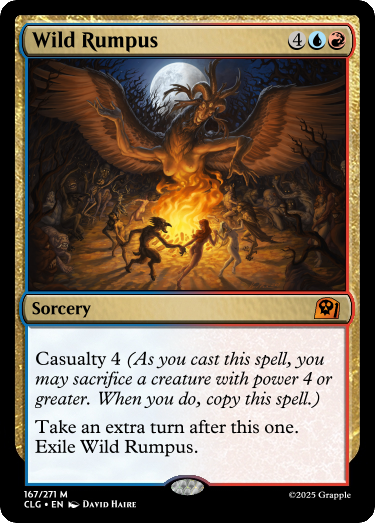 Wild Rumpus 4
Sorcery
Casualty 4 (As you cast this spell, you
may sacrifice a creature with power 4 or
greater. When you do, copy this spell.)
Take an extra turn after this one.
Exile Wild Rumpus.
167/271 M
CLG • EN David Haire
©2025 Grapple